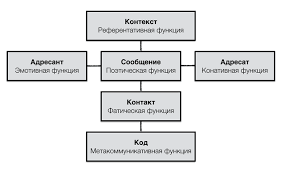 Контекст
Референтативная функция
Адресант
Эмотивная функция
Сообщение
Поэтическая функция
Адресат
Конативная функция
Контакт
Фатическая функция
Код
Метакоммуникативная функция